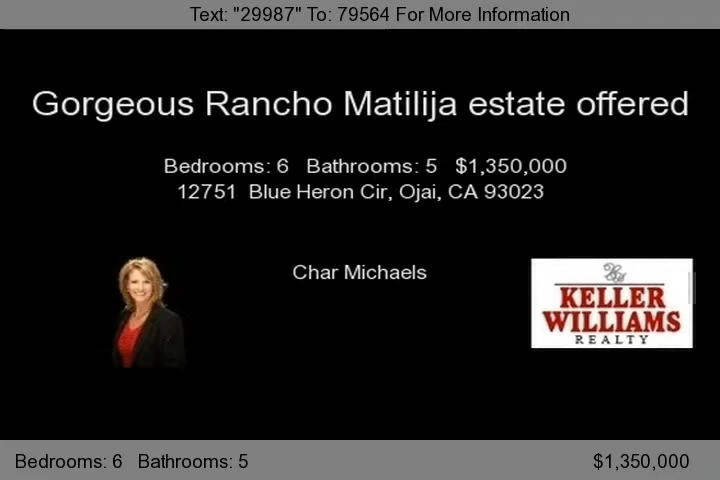 Text: "29987" To: 79564 For More Information
Gorgeous Rancho Matilija estate offered
Bedrooms: 6 Bathrooms: 5 $1,350,000
12751 Blue Heron Cir, Ojai, CA 93023
Char Michaels
KELLER
WILLIAMS
REALTY
Bedrooms: 6 Bathrooms: 5 $1,350,000